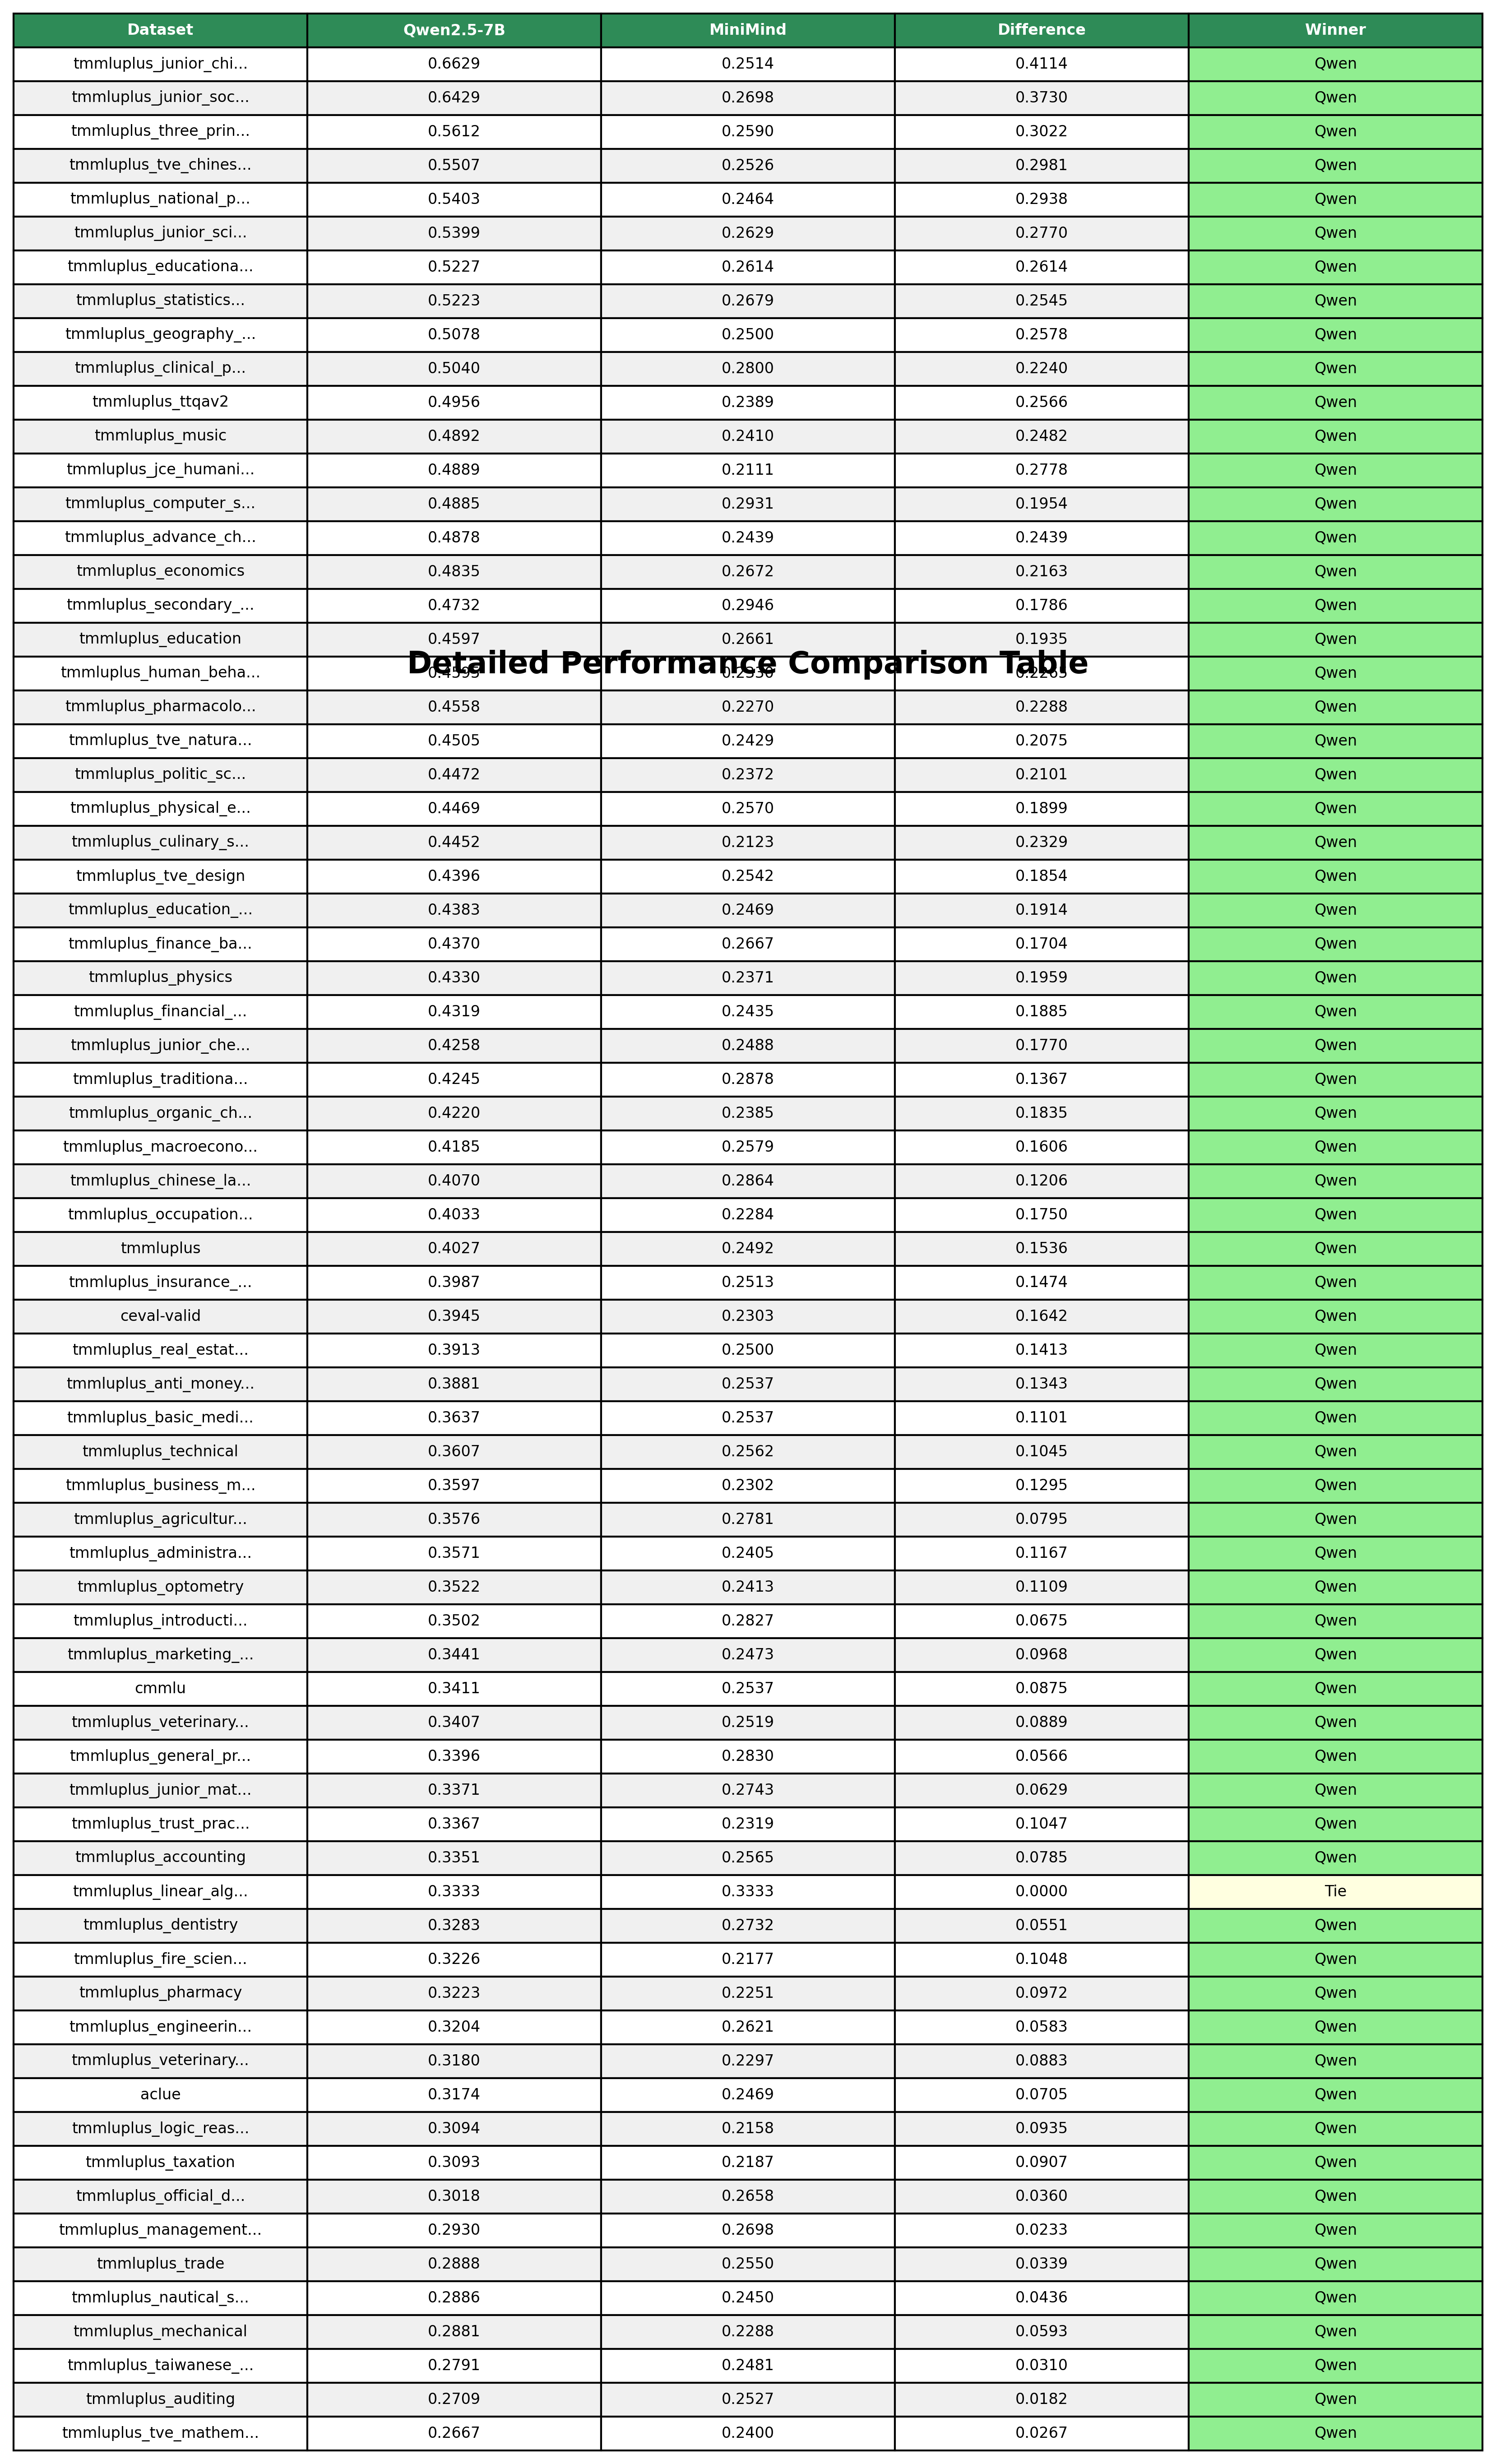 Dataset Qwen2.5-7B MiniMind Difference Winner
tmmluplus_junior_chi... 0.6629 0.2514 0.4114 Qwen
tmmluplus_junior_soc... 0.6429 0.2698 0.3730 Qwen
tmmluplus_three_prin... 0.5612 0.2590 0.3022 Qwen
tmmluplus_tve_chines... 0.5507 0.2526 0.2981 Qwen
tmmluplus_national_p... 0.5403 0.2464 0.2938 Qwen
tmmluplus_junior_sci... 0.5399 0.2629 0.2770 Qwen
tmmluplus_educationa... 0.5227 0.2614 0.2614 Qwen
tmmluplus_statistics... 0.5223 0.2679 0.2545 Qwen
tmmluplus_geography_... 0.5078 0.2500 0.2578 Qwen
tmmluplus_clinical_p... 0.5040 0.2800 0.2240 Qwen
tmmluplus_ttqav2 0.4956 0.2389 0.2566 Qwen
tmmluplus_music 0.4892 0.2410 0.2482 Qwen
tmmluplus_jce_humani... 0.4889 0.2111 0.2778 Qwen
tmmluplus_computer_s... 0.4885 0.2931 0.1954 Qwen
tmmluplus_advance_ch... 0.4878 0.2439 0.2439 Qwen
tmmluplus_economics 0.4835 0.2672 0.2163 Qwen
tmmluplus_secondary_... 0.4732 0.2946 0.1786 Qwen
tmmluplus_education 0.4597 0.2661 0.1935 Qwen
Detailed Performance Comparison Table
tmmluplus_human_beha... Qwen
tmmluplus_pharmacolo... 0.4558 0.2270 0.2288 Qwen
tmmluplus_tve_natura... 0.4505 0.2429 0.2075 Qwen
tmmluplus_politic_sc... 0.4472 0.2372 0.2101 Qwen
tmmluplus_physical_e... 0.4469 0.2570 0.1899 Qwen
tmmluplus_culinary_s... 0.4452 0.2123 0.2329 Qwen
tmmluplus_tve_design 0.4396 0.2542 0.1854 Qwen
tmmluplus_education_... 0.4383 0.2469 0.1914 Qwen
tmmluplus_finance_ba... 0.4370 0.2667 0.1704 Qwen
tmmluplus_physics 0.4330 0.2371 0.1959 Qwen
tmmluplus_financial_... 0.4319 0.2435 0.1885 Qwen
tmmluplus_junior_che... 0.4258 0.2488 0.1770 Qwen
tmmluplus_traditiona... 0.4245 0.2878 0.1367 Qwen
tmmluplus_organic_ch... 0.4220 0.2385 0.1835 Qwen
tmmluplus_macroecono... 0.4185 0.2579 0.1606 Qwen
tmmluplus_chinese_la... 0.4070 0.2864 0.1206 Qwen
tmmluplus_occupation... 0.4033 0.2284 0.1750 Qwen
tmmluplus 0.4027 0.2492 0.1536 Qwen
tmmluplus_insurance_... 0.3987 0.2513 0.1474 Qwen
ceval-valid 0.3945 0.2303 0.1642 Qwen
tmmluplus_real_estat... 0.3913 0.2500 0.1413 Qwen
tmmluplus_anti_money... 0.3881 0.2537 0.1343 Qwen
tmmluplus_basic_medi... 0.3637 0.2537 0.1101 Qwen
tmmluplus_technical 0.3607 0.2562 0.1045 Qwen
tmmluplus_business_m... 0.3597 0.2302 0.1295 Qwen
tmmluplus_agricultur... 0.3576 0.2781 0.0795 Qwen
tmmluplus_administra... 0.3571 0.2405 0.1167 Qwen
tmmluplus_optometry 0.3522 0.2413 0.1109 Qwen
tmmluplus_introducti... 0.3502 0.2827 0.0675 Qwen
tmmluplus_marketing_... 0.3441 0.2473 0.0968 Qwen
cmmlu 0.3411 0.2537 0.0875 Qwen
tmmluplus_veterinary... 0.3407 0.2519 0.0889 Qwen
tmmluplus_general_pr... 0.3396 0.2830 0.0566 Qwen
tmmluplus_junior_mat... 0.3371 0.2743 0.0629 Qwen
tmmluplus_trust_prac... 0.3367 0.2319 0.1047 Qwen
tmmluplus_accounting 0.3351 0.2565 0.0785 Qwen
tmmluplus_linear_alg... 0.3333 0.3333 0.0000 Tie
tmmluplus_dentistry 0.3283 0.2732 0.0551 Qwen
tmmluplus_fire_scien... 0.3226 0.2177 0.1048 Qwen
tmmluplus_pharmacy 0.3223 0.2251 0.0972 Qwen
tmmluplus_engineerin... 0.3204 0.2621 0.0583 Qwen
tmmluplus_veterinary... 0.3180 0.2297 0.0883 Qwen
aclue 0.3174 0.2469 0.0705 Qwen
tmmluplus_logic_reas... 0.3094 0.2158 0.0935 Qwen
tmmluplus_taxation 0.3093 0.2187 0.0907 Qwen
tmmluplus_official_d... 0.3018 0.2658 0.0360 Qwen
tmmluplus_management... 0.2930 0.2698 0.0233 Qwen
tmmluplus_trade 0.2888 0.2550 0.0339 Qwen
tmmluplus_nautical_s... 0.2886 0.2450 0.0436 Qwen
tmmluplus_mechanical 0.2881 0.2288 0.0593 Qwen
tmmluplus_taiwanese_... 0.2791 0.2481 0.0310 Qwen
tmmluplus_auditing 0.2709 0.2527 0.0182 Qwen
tmmluplus_tve_mathem... 0.2667 0.2400 0.0267 Qwen